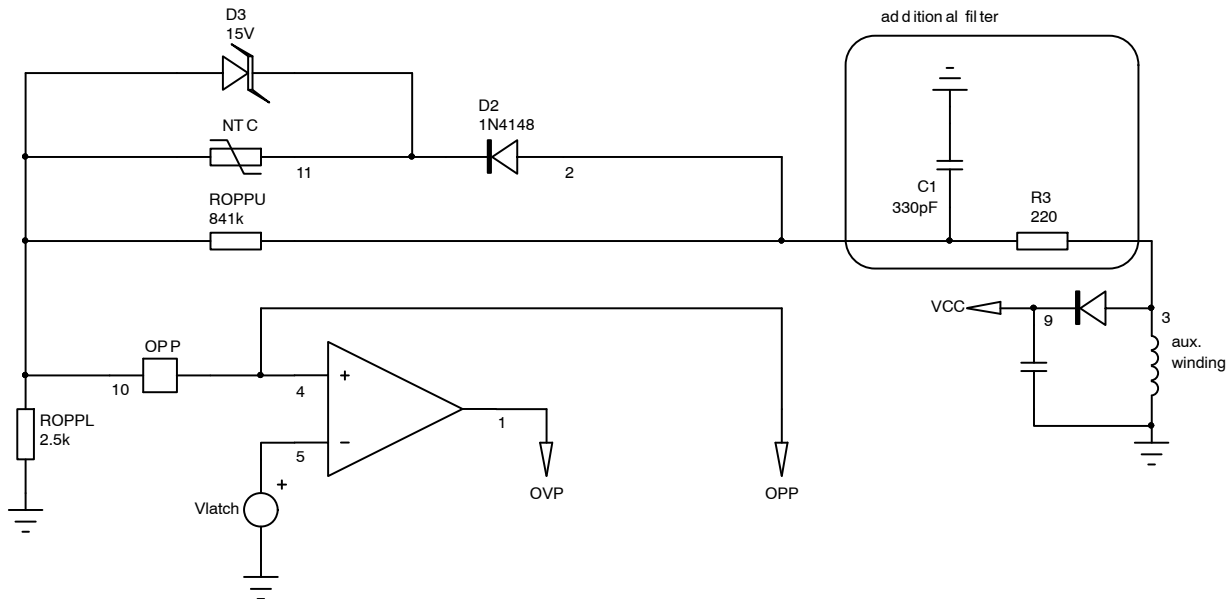 additional filter
D3
15V
D2
1N4148
NTC
11
2
C1
330pF
R3
220
ROPPU
841k
VCC
9
3
aux.
winding
OPP
10
4
+
1
ROPPL
2.5k
5
−
+
Vlatch
OVP
OPP